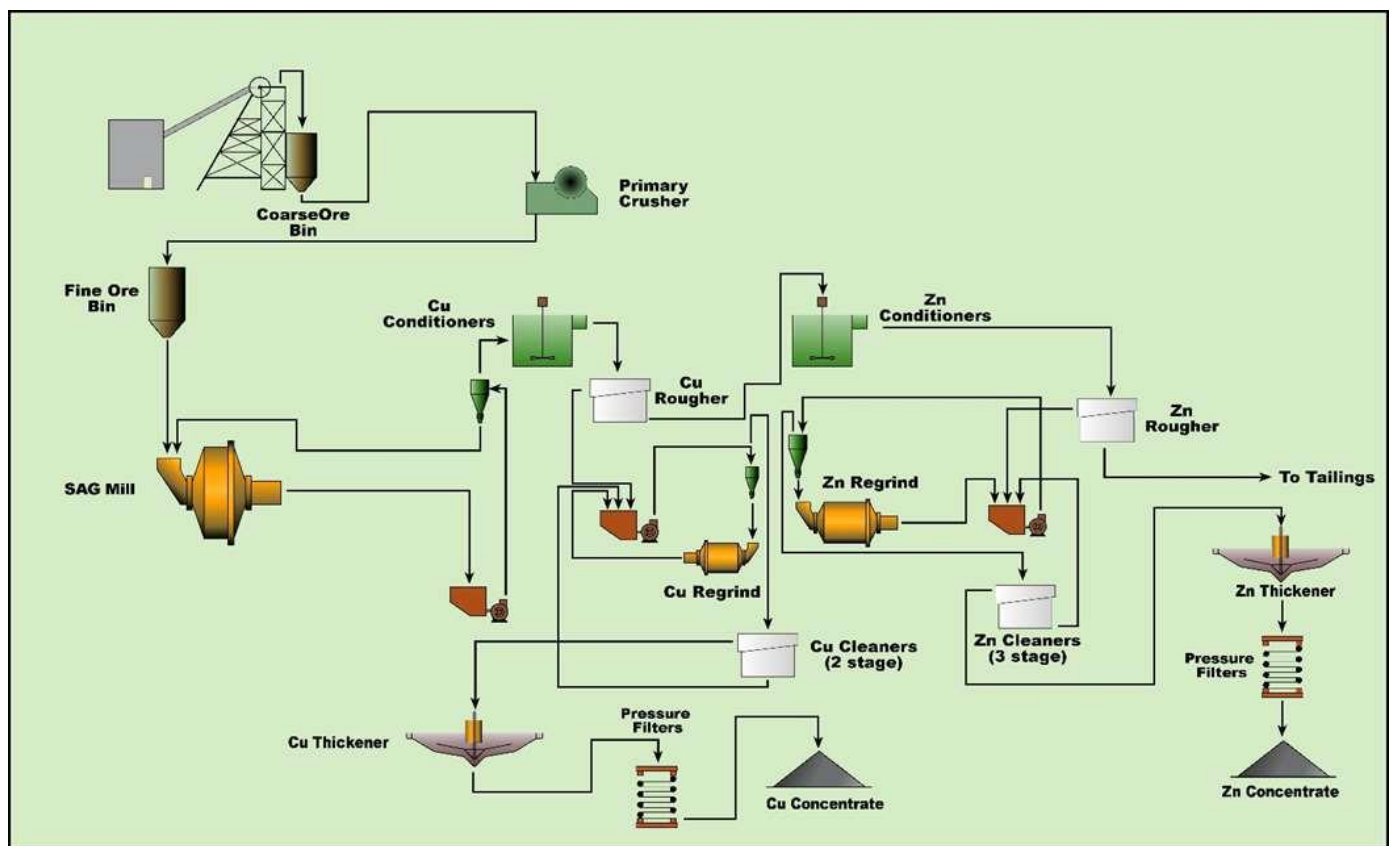 CoarseOre
Bin
Primary
Crusher
Fine Ore
Bin
Cu
Conditioners
Zn
Conditioners
Cu
Rougher
Zn
Rougher
SAG Mill
Zn Regrind
To Tailings
Cu Regrind
Zn Thickener
Cu Cleaners
(2 stage)
Zn Cleaners
(3 stage)
Pressure
Filters
Cu Thickener
Pressure
Filters
Cu Concentrate
Zn Concentrate